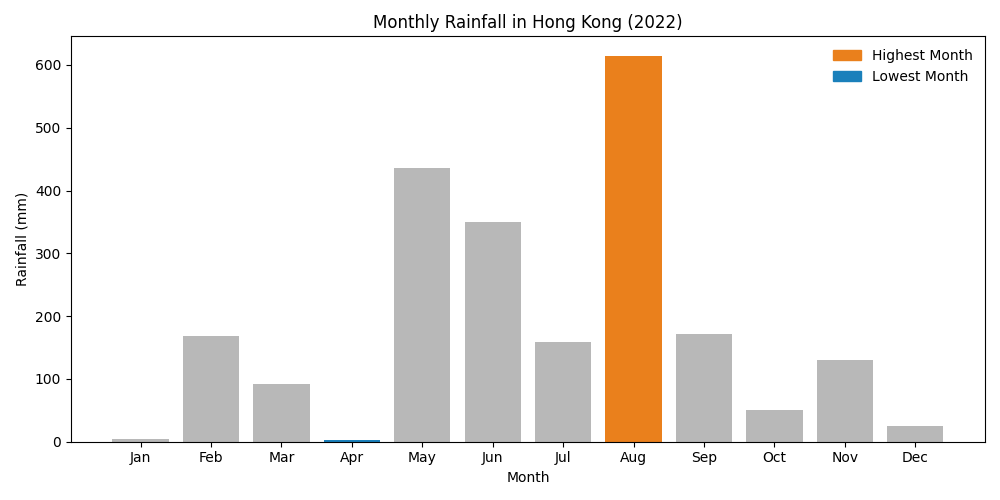 Monthly Rainfall in Hong Kong (2022)
Highest Month
Lowest Month
Rainfall (mm)
600
500
400
300
200
100
0
Jan Feb Mar Apr May Jun Jul Aug Sep Oct Nov Dec
Month